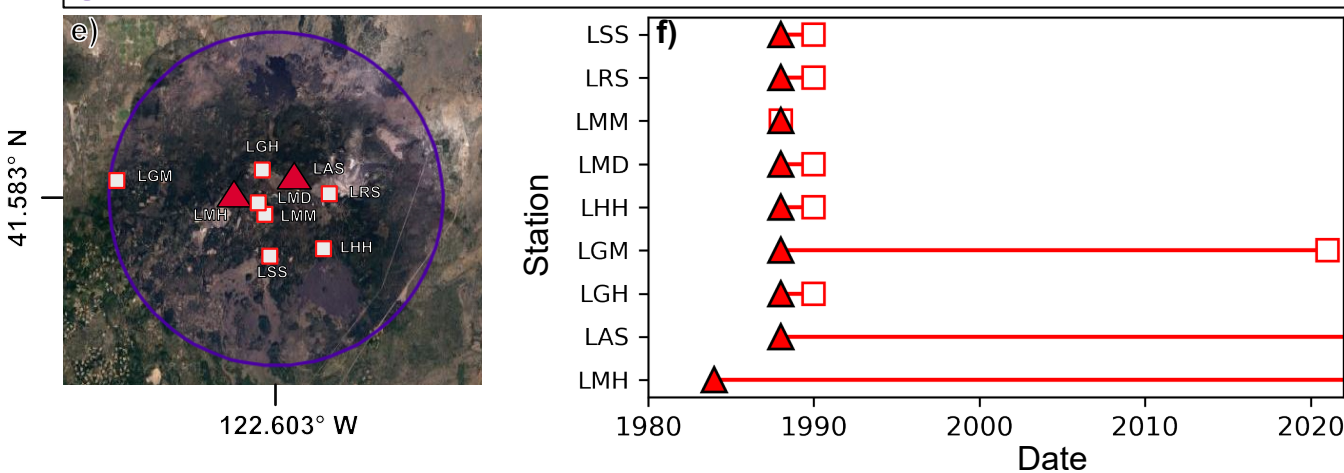 e)
LGH
LGM
LAS
LRS
LMD
LMH
LMM
LHH
LSS
41.583° N
122.603° W
f)
Station
LSS
LRS
LMM
LMD
LHH
LGM
LGH
LAS
LMH
1980 1990 2000 2010 2020
Date